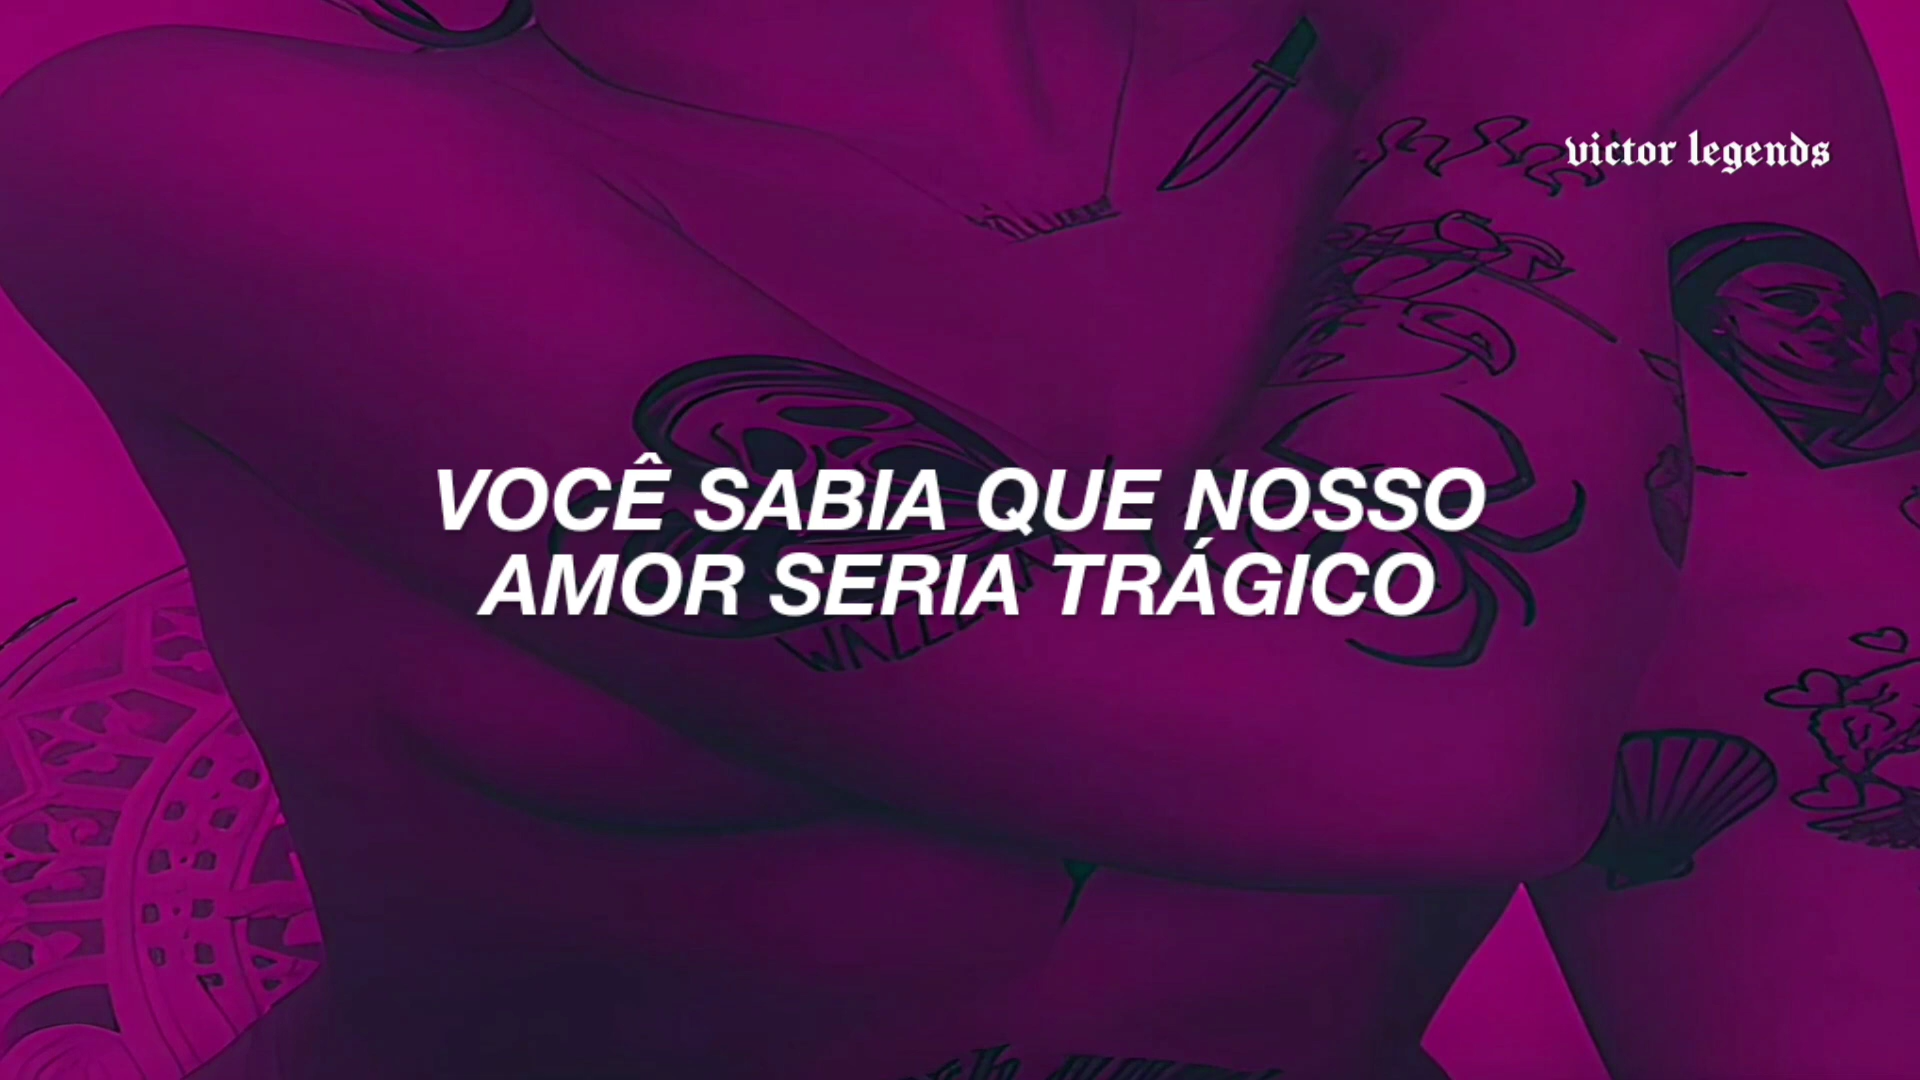 victor legends
VOCÊ SABIA QUE NOSSO
AMOR SERIA TRÁGICO